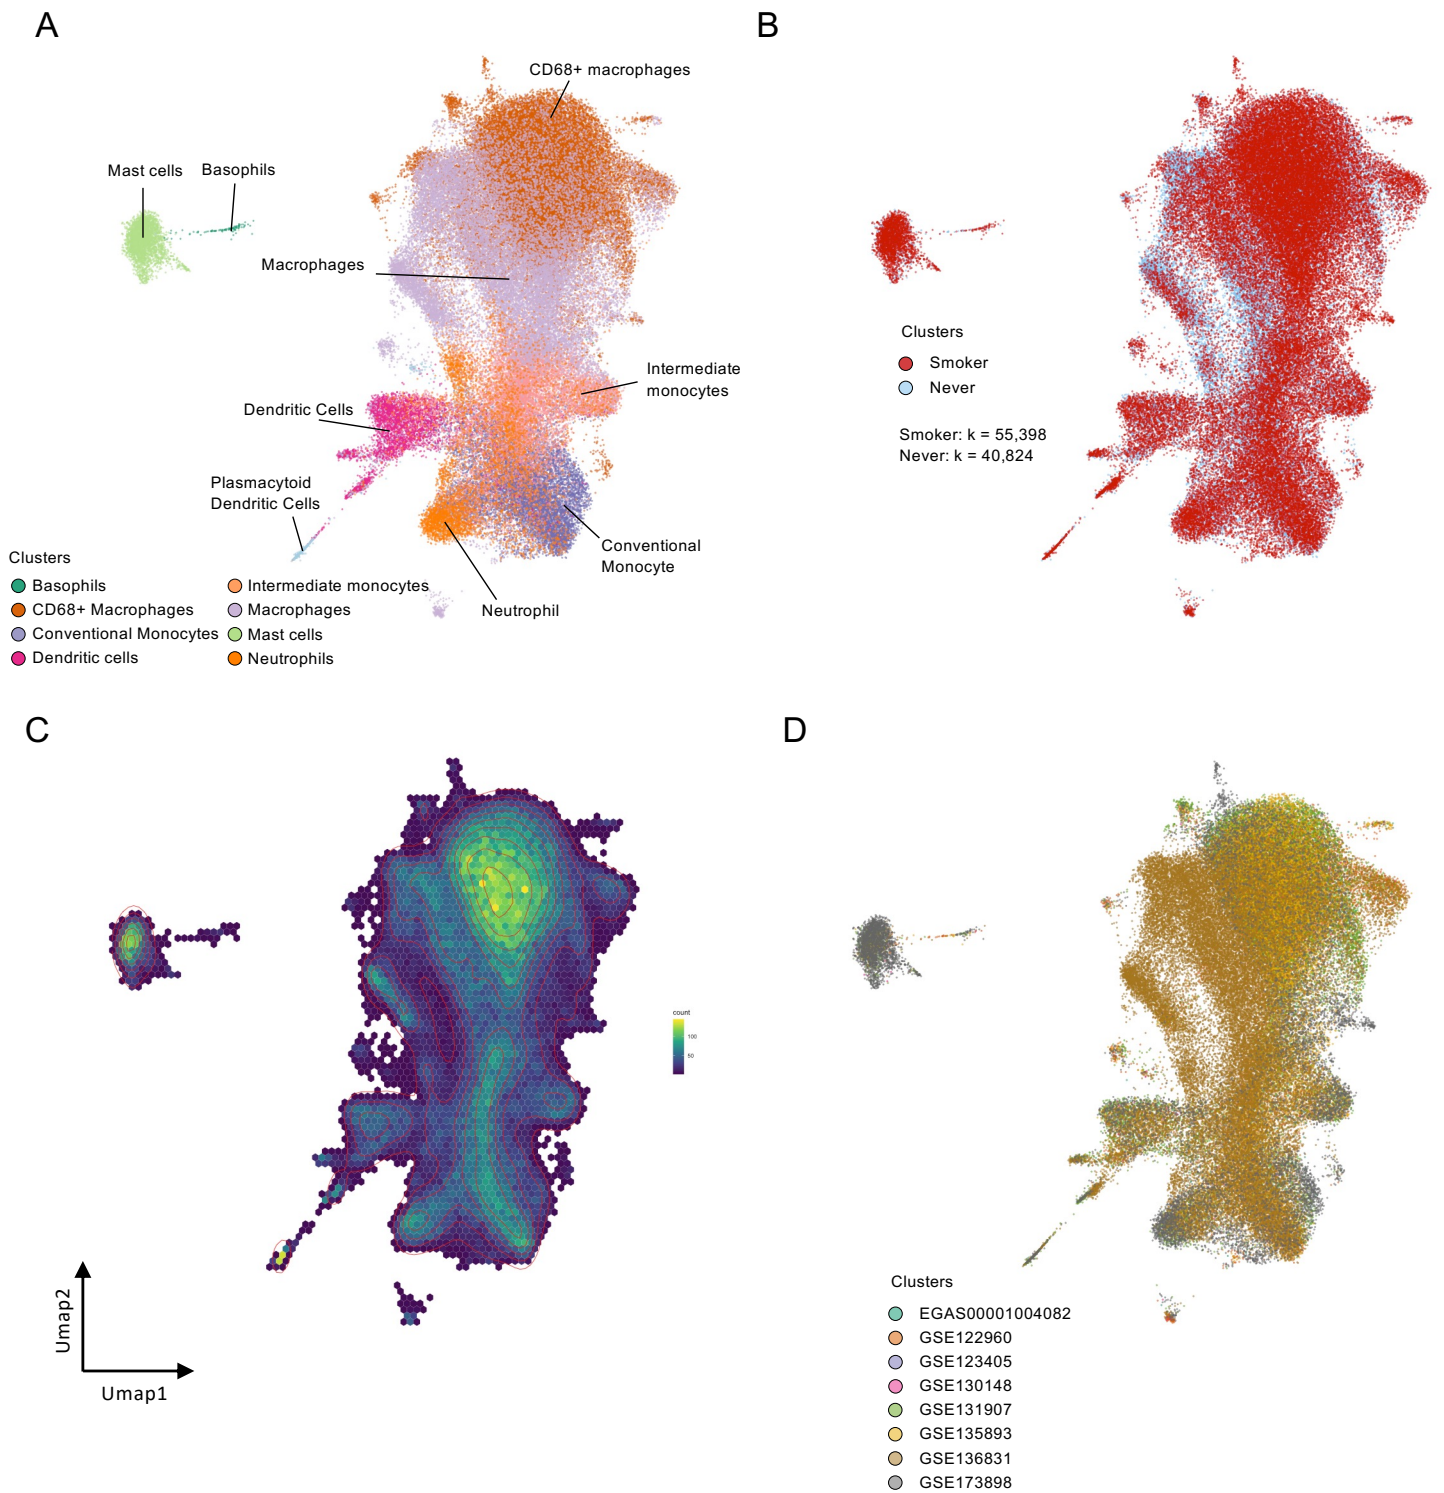 A
CD68+ macrophages
Mast cells
Basophils
Macrophages
Intermediate
monocytes
Dendritic Cells
Plasmacytoid
Dendritic Cells
Conventional
Monocyte
Neutrophil
Clusters
Basophils
CD68+ Macrophages
Conventional Monocytes
Dendritic cells
Intermediate monocytes
Macrophages
Mast cells
Neutrophils
B
Clusters
Smoker
Never
Smoker: k = 55,398
Never: k = 40,824
C
count
100
50
Umap2
Umap1
D
Clusters
EGAS00001004082
GSE122960
GSE123405
GSE130148
GSE131907
GSE135893
GSE136831
GSE173898